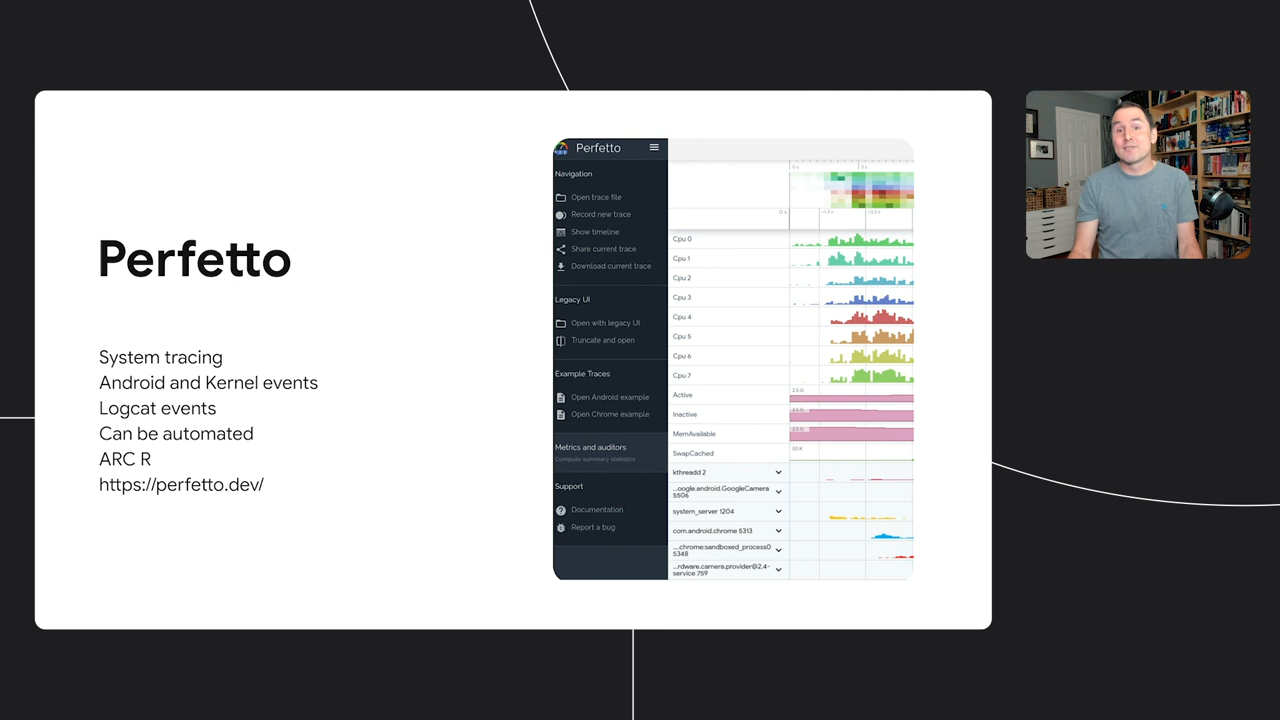 Perfetto
System tracing
Android and Kernel events
Logcat events
Can be automated
ARC R
https://perfetto.dev/
Perfetto
Navigation
Open trace file
Record new trace
Show timeline
Share current trace
Download current trace
Legacy UI
Open with legacy UI
Truncate and open
Example Traces
Open Android example
Open Chrome example
Metrics and auditors
Compute summary statistics
Support
Documentation
Report a bug
0 s
Cpu 0
Cpu 1
Cpu 2
Cpu 3
Cpu 4
Cpu 5
Cpu 6
Cpu 7
Active
Inactive
MemAvailable
SwapCached
50 K
kthreadd 2
...oogle.android.GoogleCamera
5506
system_server 1204
com.android.chrome 5313
...chrome:sandboxed_process0
5348
...rdware.camera.provider@2.4-
service 759